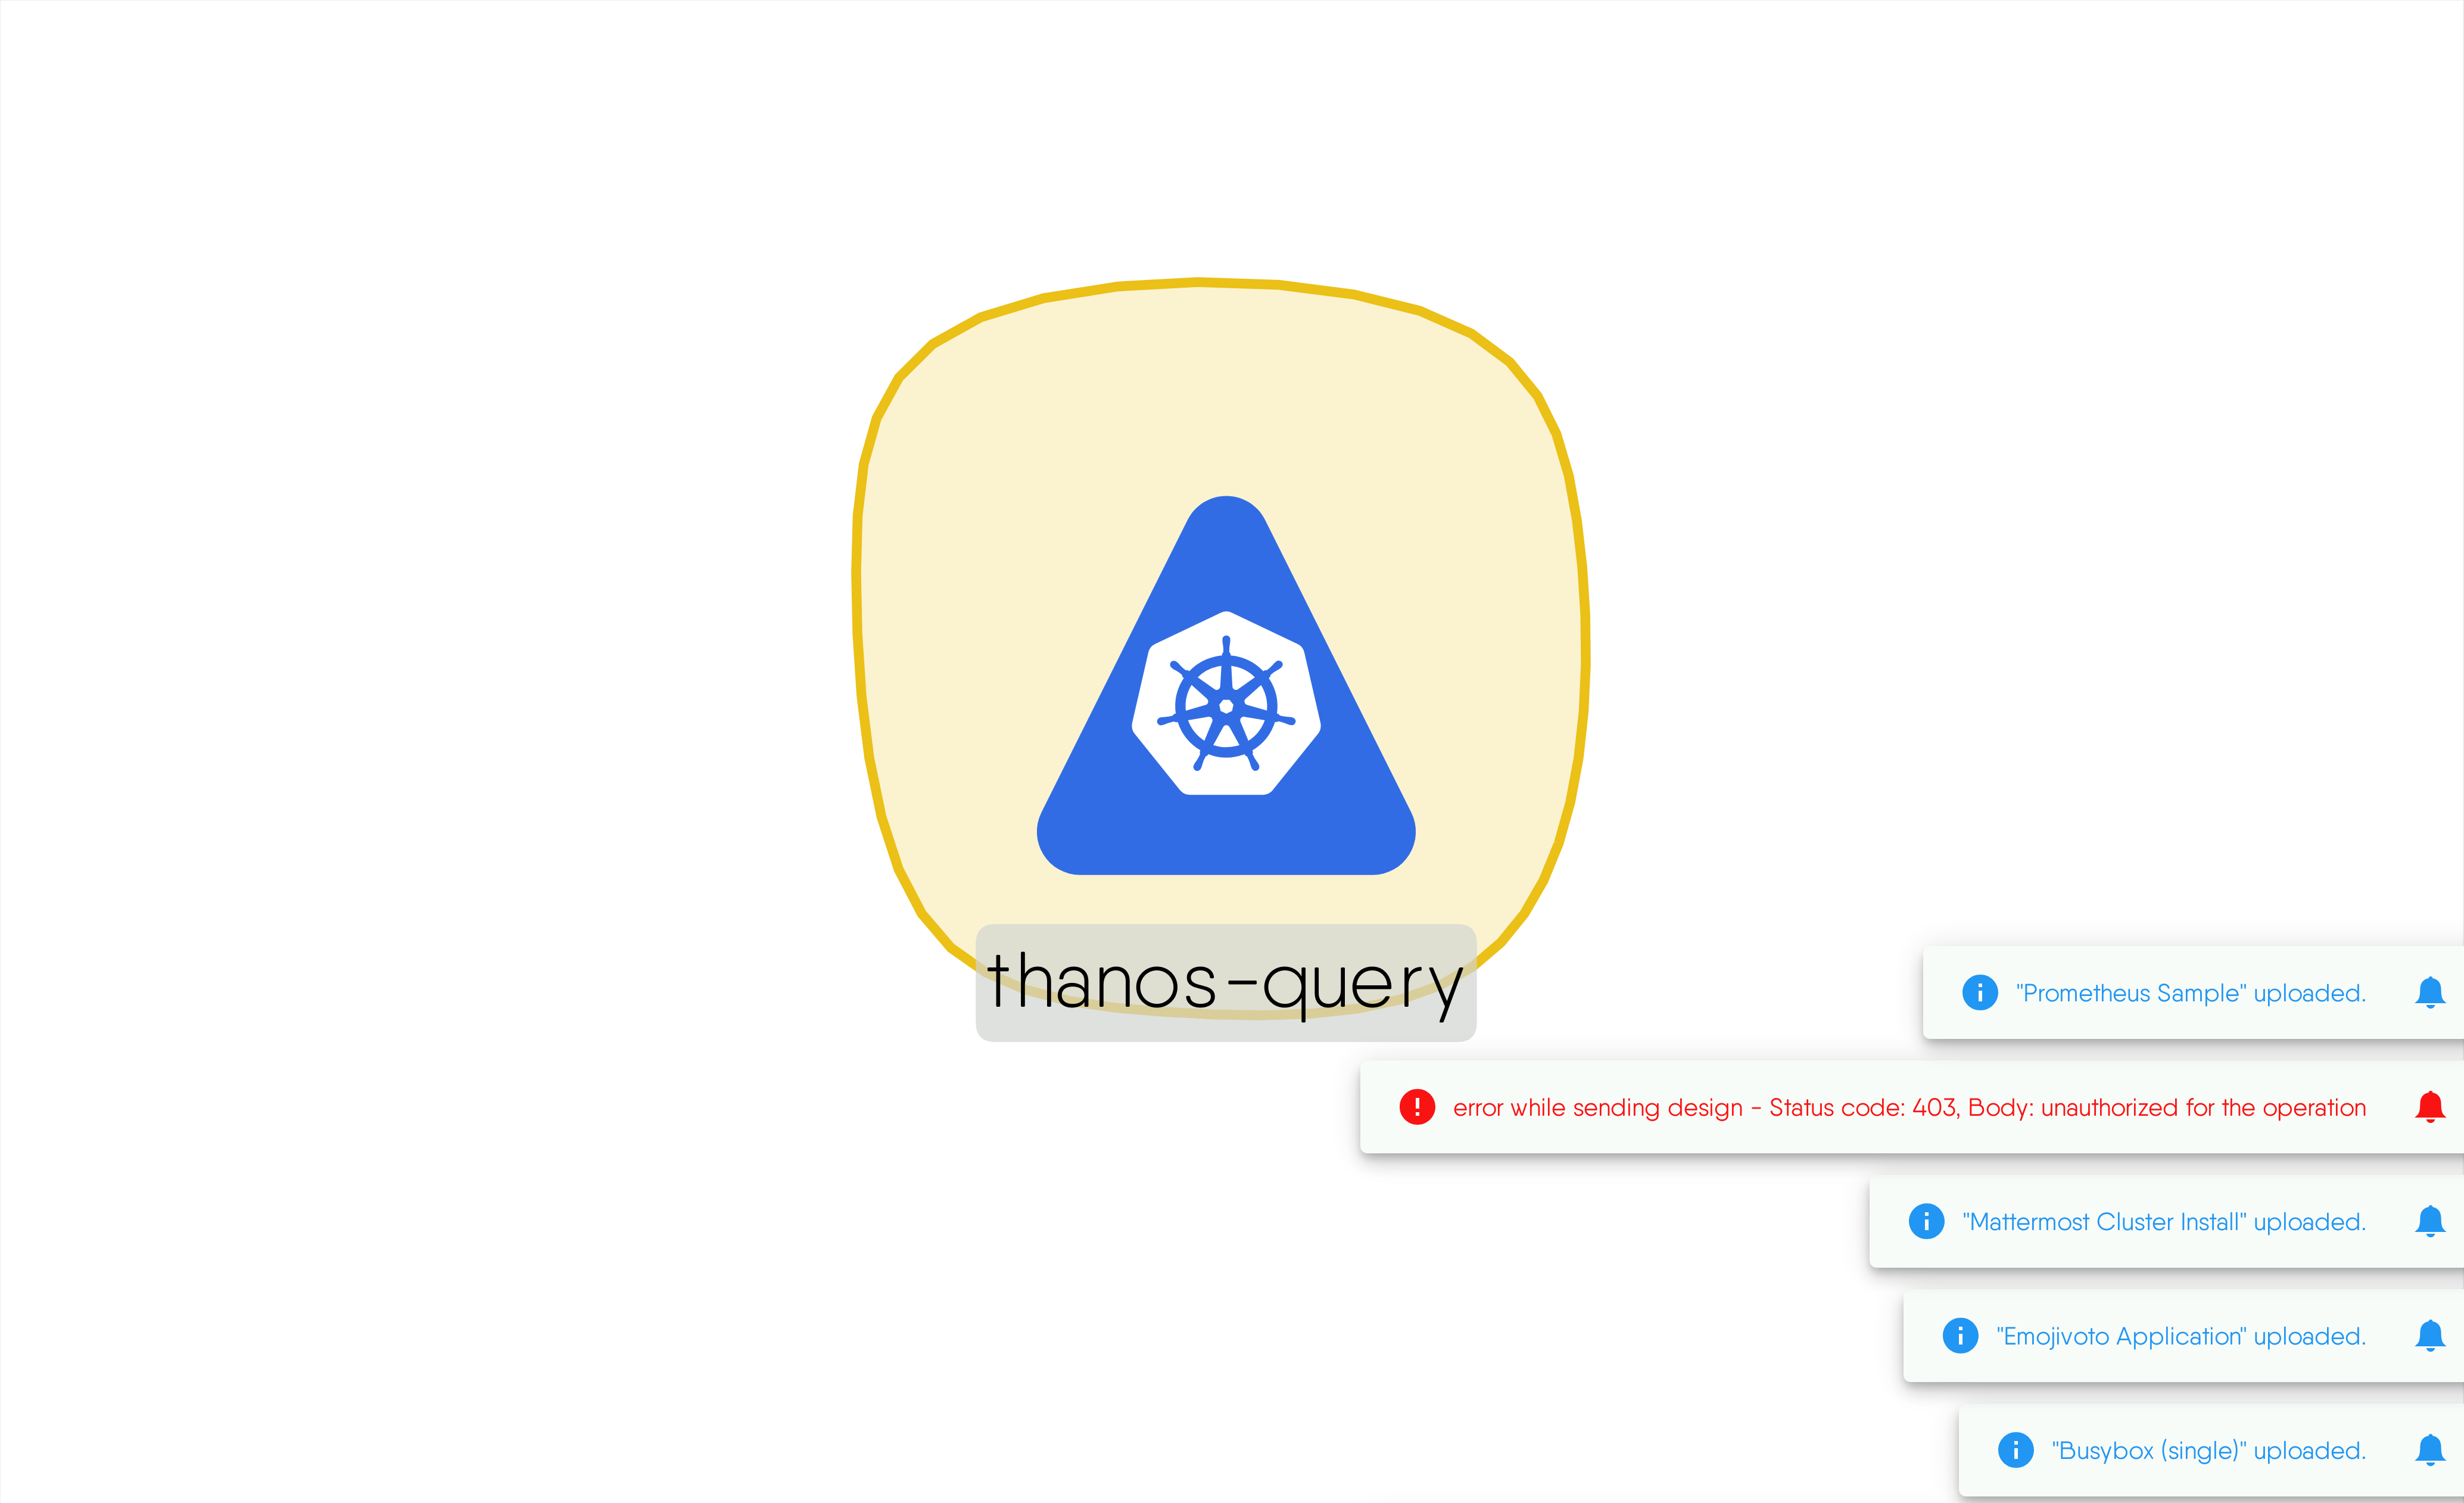 thanos-query
"Prometheus Sample" uploaded.
error while sending design - Status code: 403, Body: unauthorized for the operation
"Mattermost Cluster Install" uploaded.
"Emojivoto Application" uploaded.
"Busybox (single)" uploaded.